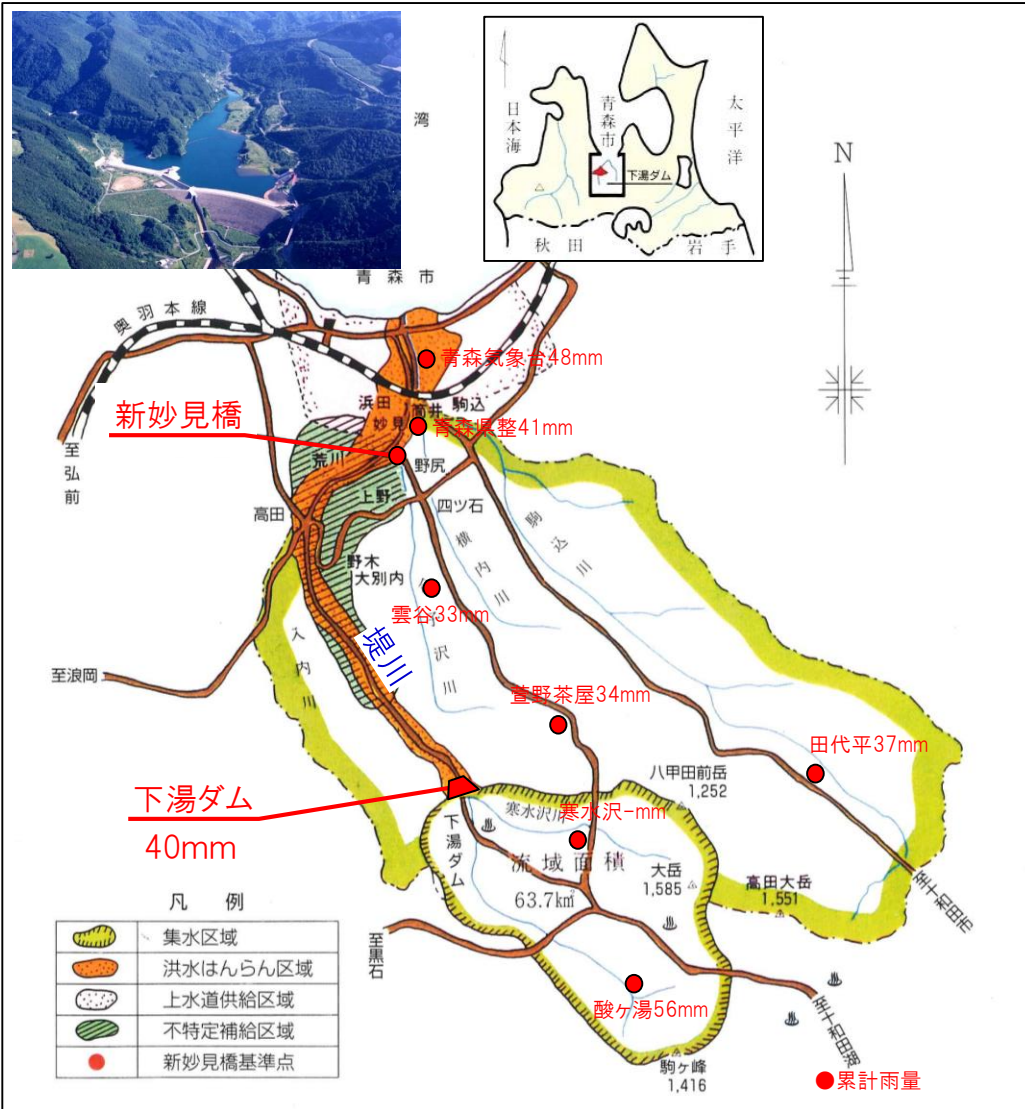 湾
日本海
青森市
太平洋
下湯ダム
秋田
岩手
N
青森市
奥羽本線
青森気象台48mm
浜田
筒井
駒込
妙見
青森県整41mm
新妙見橋
至弘前
荒川
野尻
高田
上野
四ツ石
横内川
駒込川
野木
大別内
雲谷33mm
入内川
堤川
至浪岡
萱野茶屋34mm
田代平37mm
八甲田前岳
1,252
下湯ダム
40mm
寒水沢川
寒水沢-mm
下湯ダム
流域面積
63.7km²
大岳
1,585
高田大岳
1,551
至十和田市
至黒石
酸ヶ湯56mm
至十和田湖
駒ヶ峰
1,416
累計雨量
凡例
集水区域
洪水はんらん区域
上水道供給区域
不特定補給区域
新妙見橋基準点